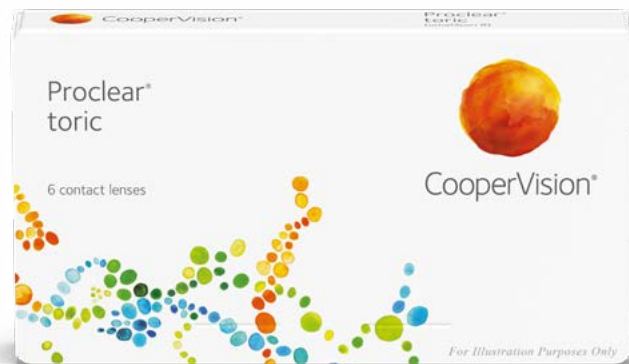 CooperVision®
Proclear®
toric
Proclear®
toric
6 contact lenses
CooperVision®
For Illustration Purposes Only